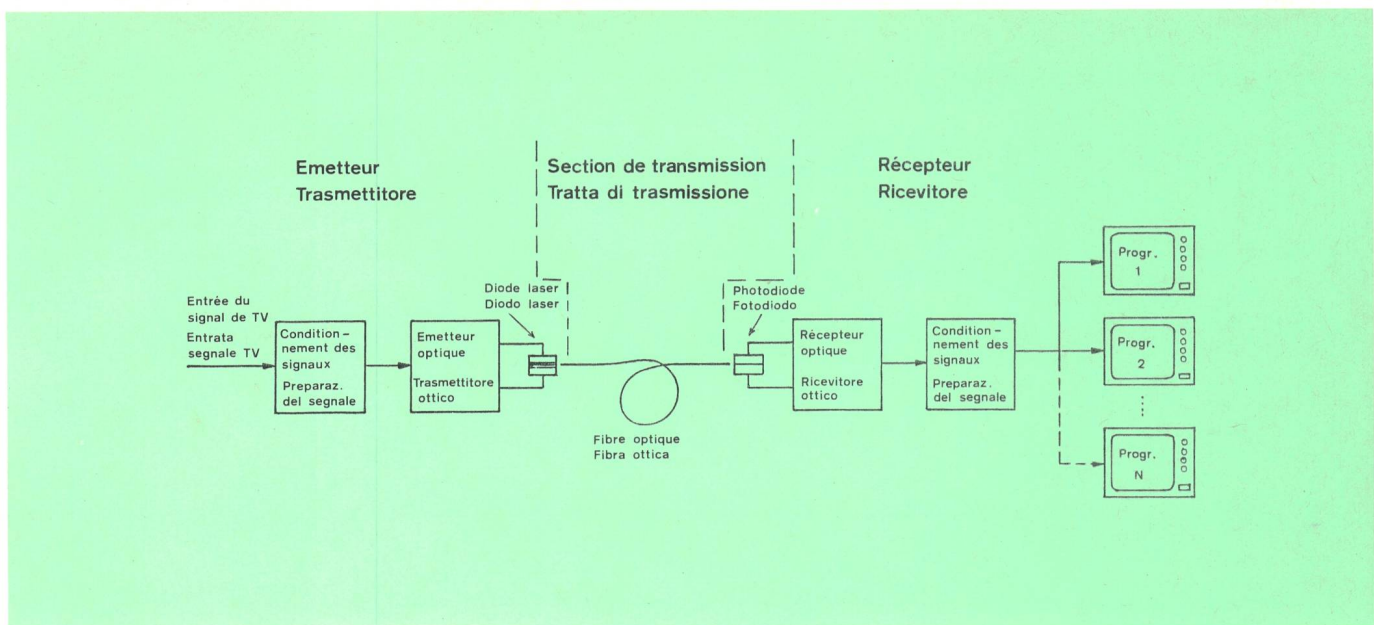 Emetteur
Trasmettitore
Section de transmission
Tratta di trasmissione
Récepteur
Ricevitore
Entrée du
signal de TV
Entrata
segnale TV
Condition-
nement des
signaux
Preparaz.
del segnale
Emetteur
optique
Trasmettitore
ottico
Diode laser
Diodo laser
Fibre optique
Fibra ottica
Photodiode
Fotodiodo
Récepteur
optique
Ricevitore
ottico
Condition-
nement des
signaux
Preparaz.
del segnale
Progr.
1
Progr.
2
Progr.
N